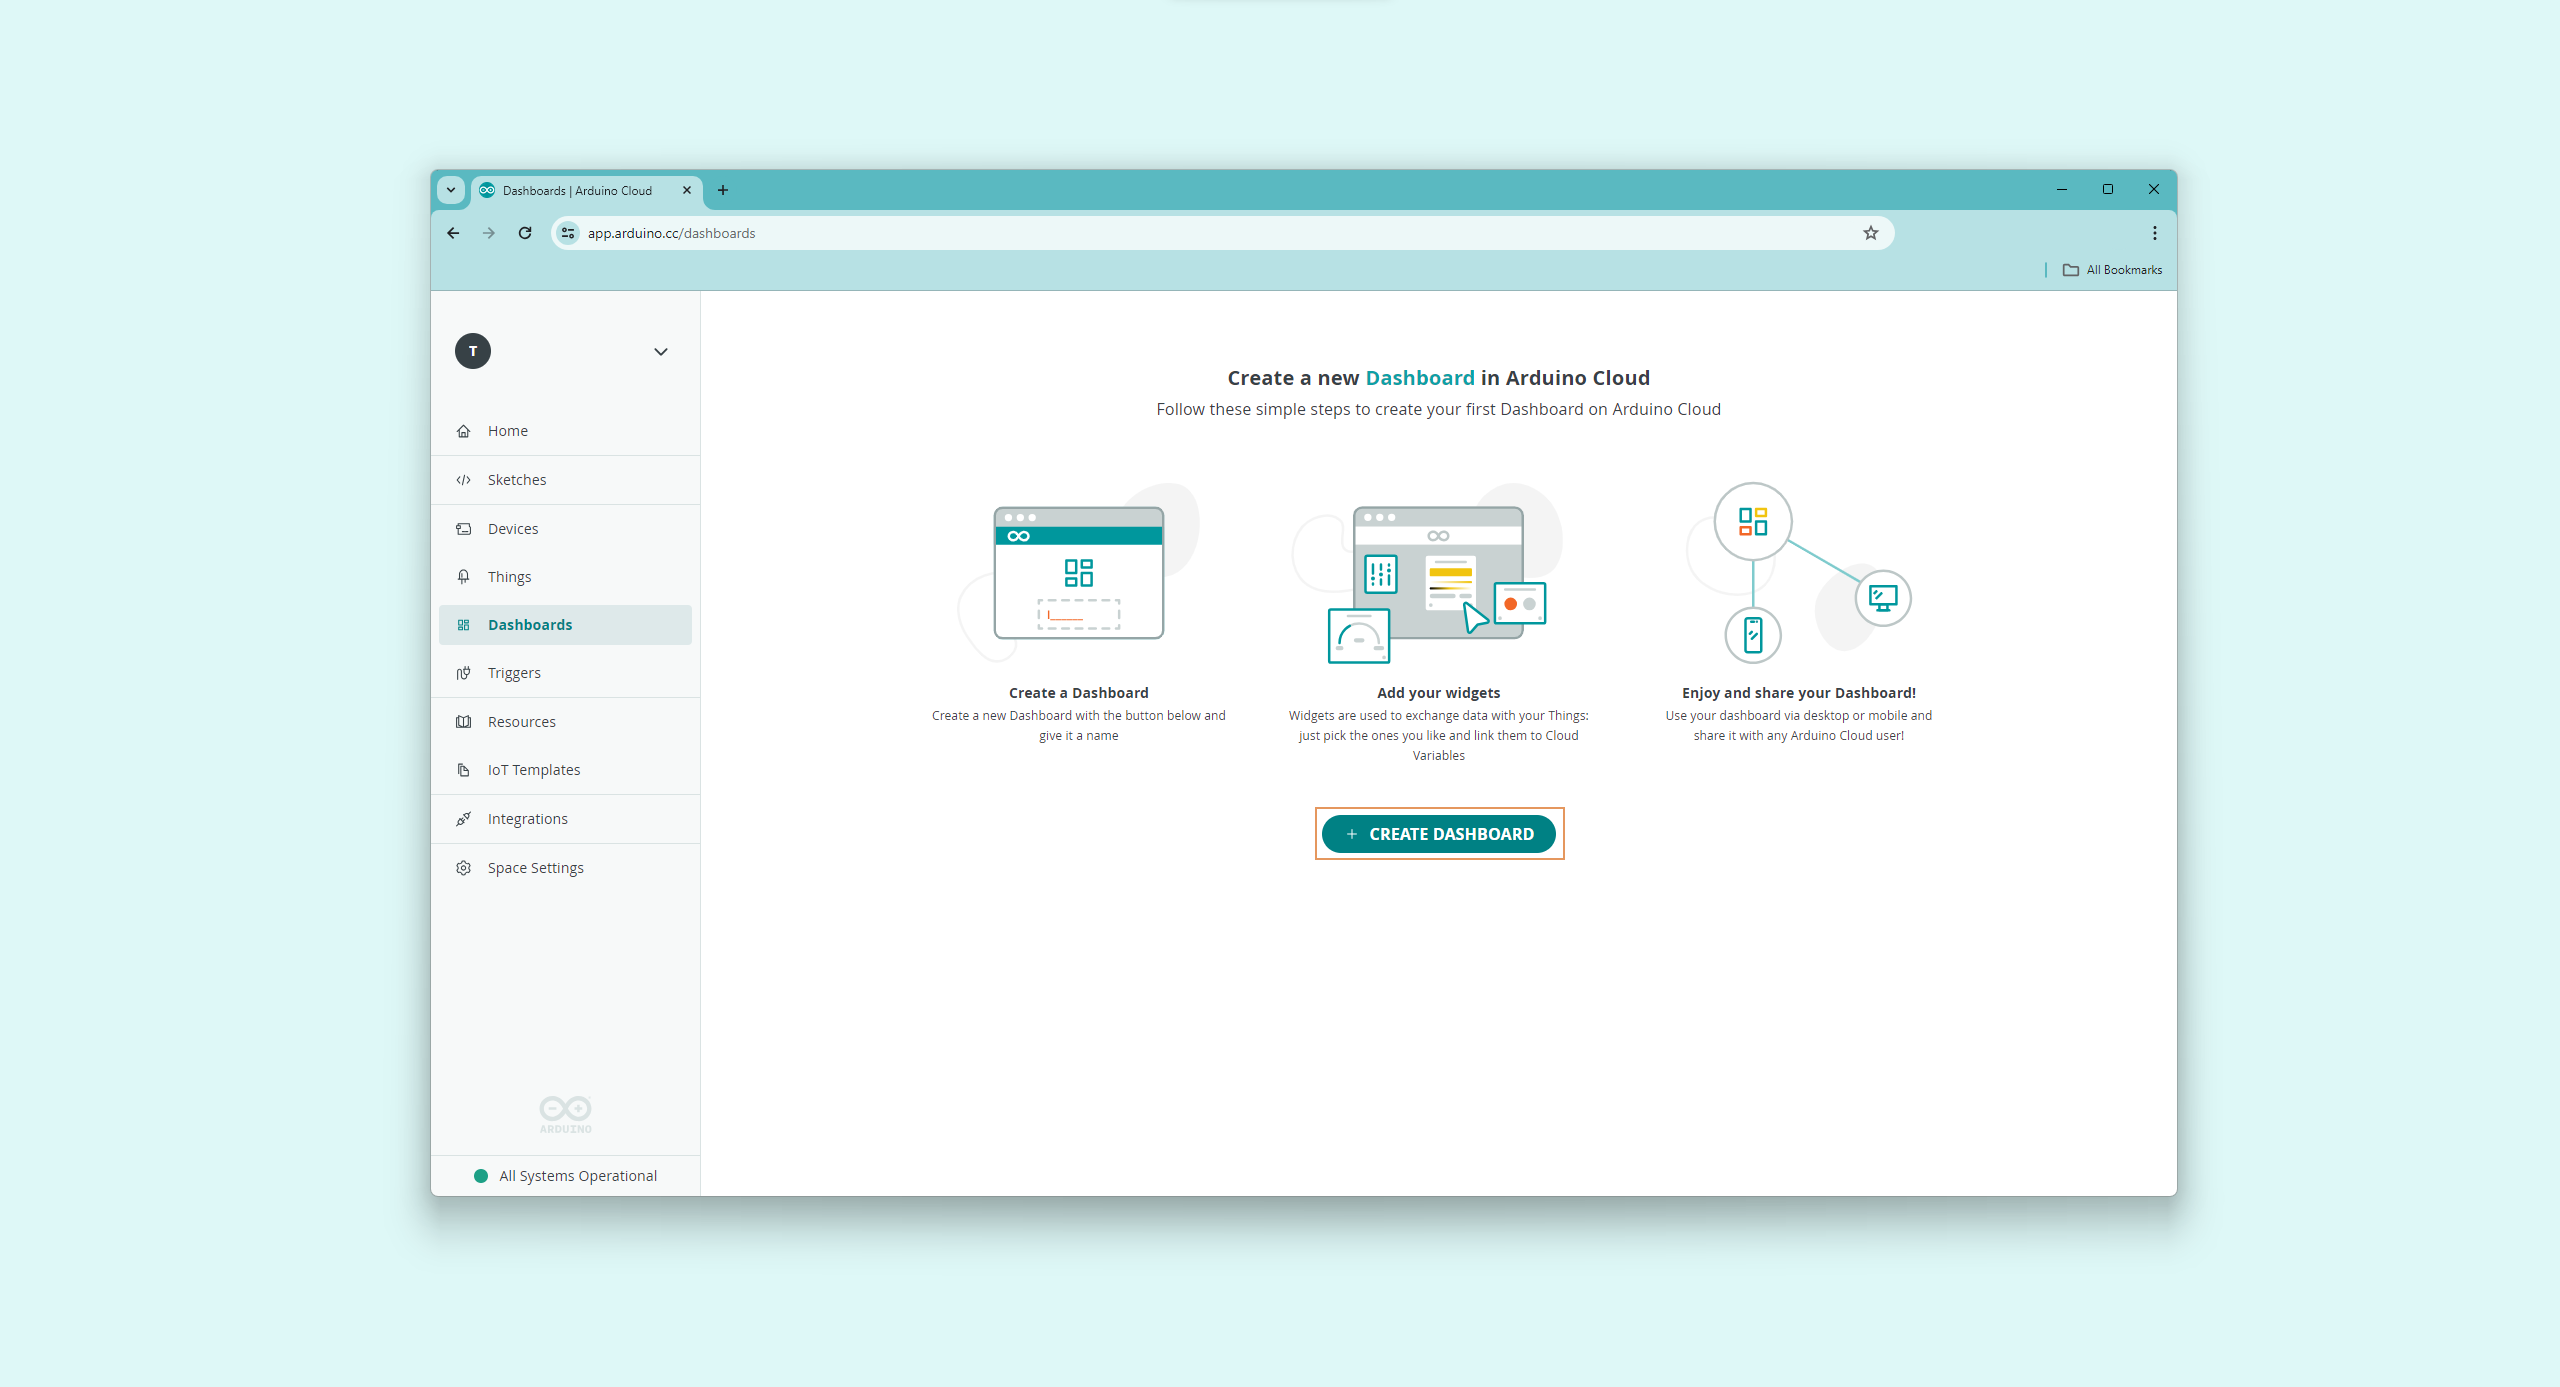 Dashboards | Arduino Cloud
app.arduino.cc/dashboards
All Bookmarks
T
Home
Sketches
Devices
Things
Dashboards
Triggers
Resources
IoT Templates
Integrations
Space Settings
ARDUINO
All Systems Operational
Create a new Dashboard in Arduino Cloud
Follow these simple steps to create your first Dashboard on Arduino Cloud
Create a Dashboard
Create a new Dashboard with the button below and
give it a name
Add your widgets
Widgets are used to exchange data with your Things:
just pick the ones you like and link them to Cloud
Variables
Enjoy and share your Dashboard!
Use your dashboard via desktop or mobile and
share it with any Arduino Cloud user!
+ CREATE DASHBOARD